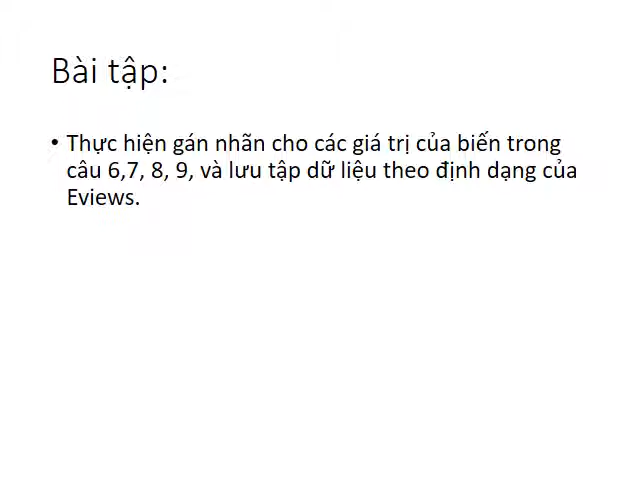 Bài tập:
• Thực hiện gán nhãn cho các giá trị của biến trong
câu 6,7, 8, 9, và lưu tập dữ liệu theo định dạng của
Eviews.